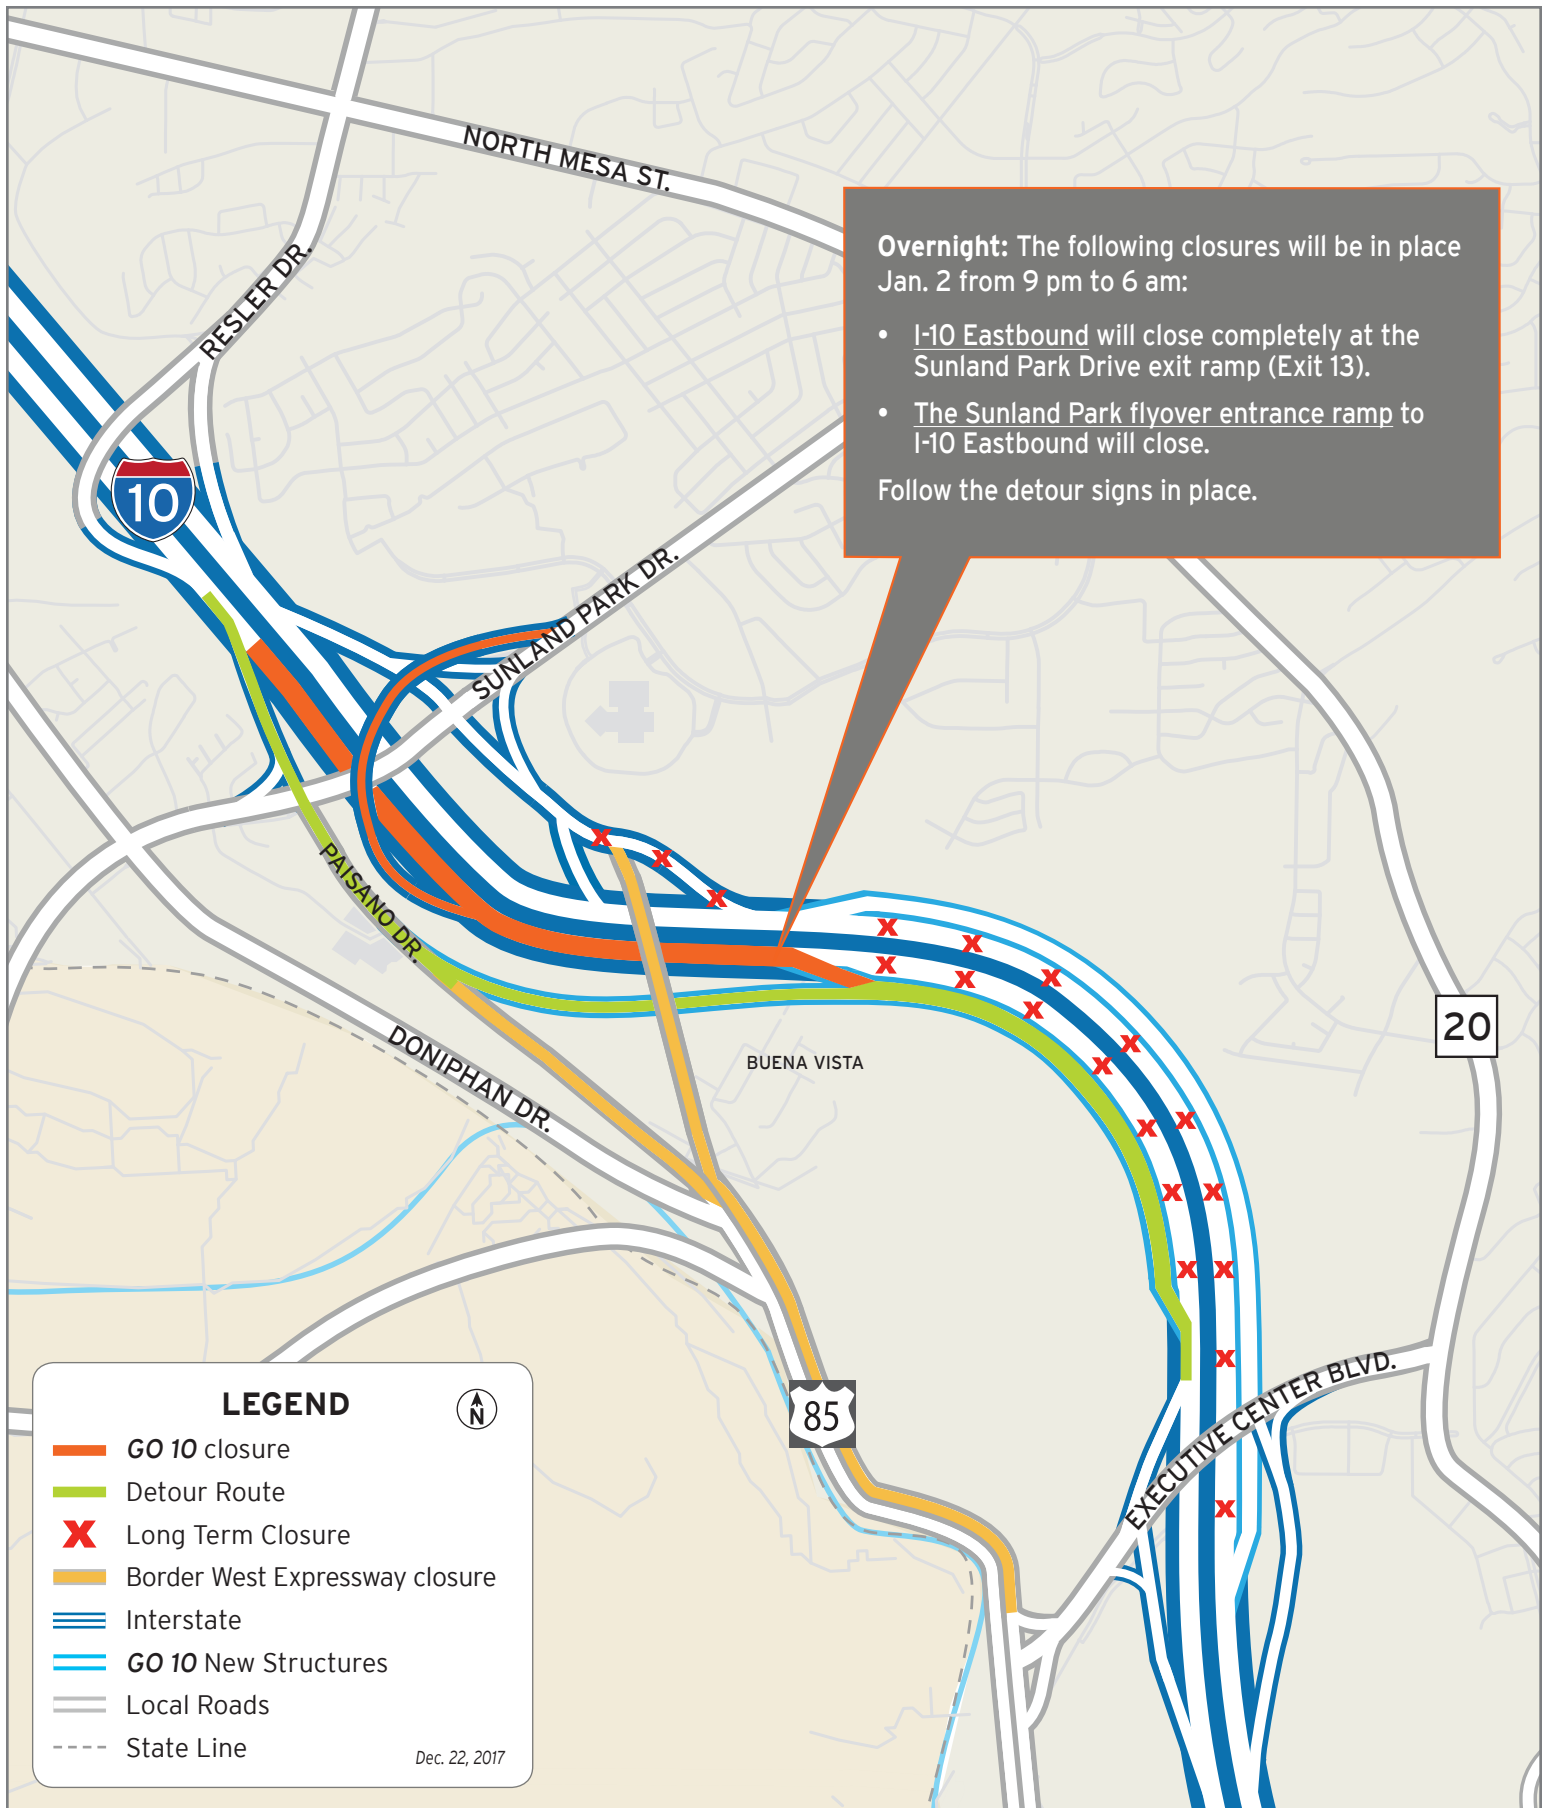 NORTH MESA ST.
RESLER DR.
Overnight: The following closures will be in place
Jan. 2 from 9 pm to 6 am:
• I-10 Eastbound will close completely at the
Sunland Park Drive exit ramp (Exit 13).
• The Sunland Park flyover entrance ramp to
I-10 Eastbound will close.
Follow the detour signs in place.
10
SUNLAND PARK DR.
PAISANO DR.
DONIPHAN DR.
BUENA VISTA
20
85
EXECUTIVE CENTER BLVD.
LEGEND
N
GO 10 closure
Detour Route
X Long Term Closure
Border West Expressway closure
Interstate
GO 10 New Structures
Local Roads
State Line
Dec. 22, 2017